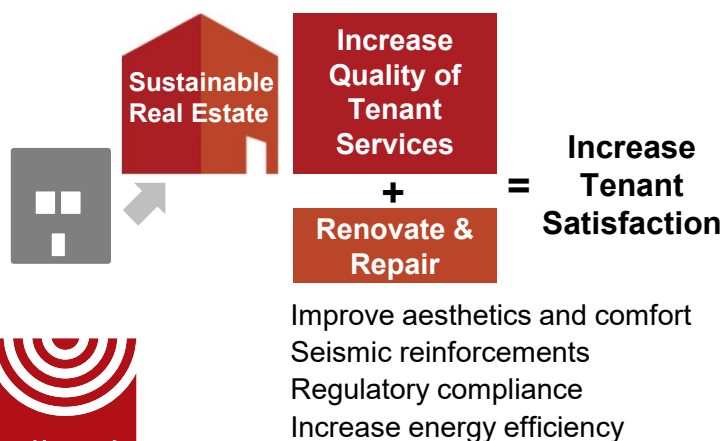 Sustainable
Real Estate
Increase
Quality of
Tenant
Services
+
Renovate &
Repair
=
Increase
Tenant
Satisfaction
Improve aesthetics and comfort
Seismic reinforcements
Regulatory compliance
Increase energy efficiency